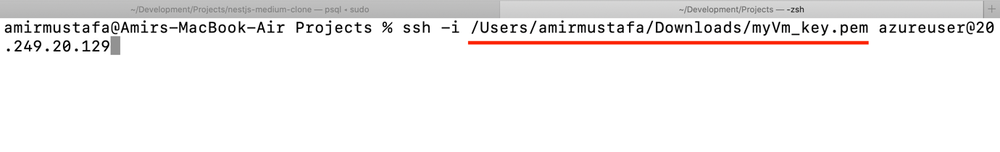 ~/Development/Projects/nestjs-medium-clone — psql • sudo
~/Development/Projects — -zsh
amirmustafa@Amirs-MacBook-Air Projects % ssh -i /Users/amirmustafa/Downloads/myVm_key.pem azureuser@20
.249.20.129